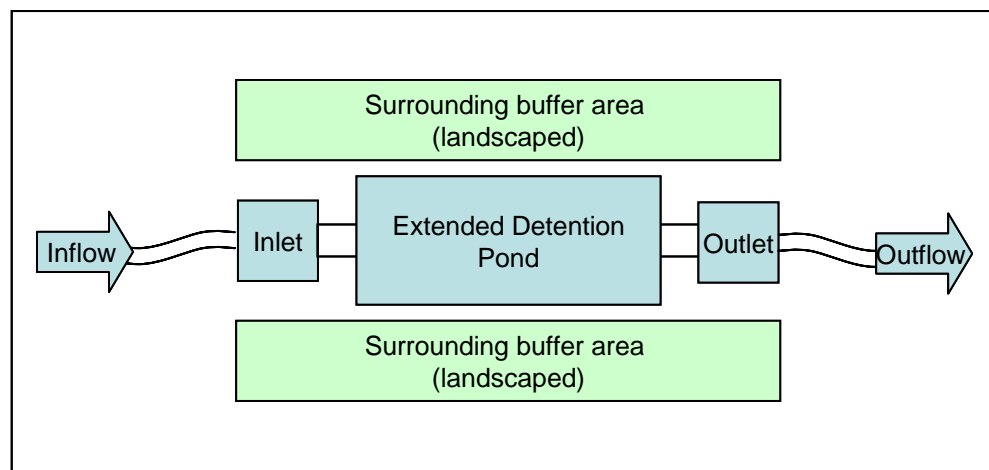 Surrounding buffer area
(landscaped)
Inflow
Inlet
Extended Detention
Pond
Outlet
Outflow
Surrounding buffer area
(landscaped)